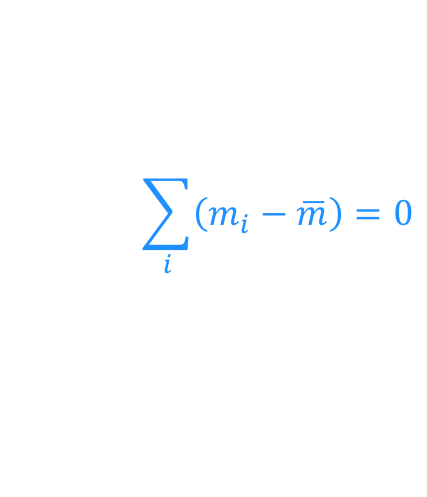 ∑_i (m_i − m̅) = 0